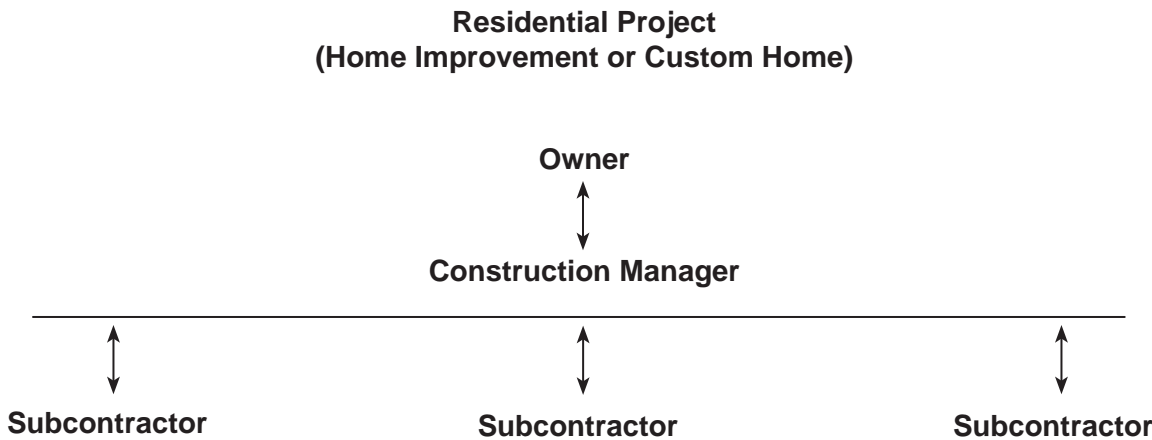 Residential Project
(Home Improvement or Custom Home)
Owner
Construction Manager
Subcontractor
Subcontractor
Subcontractor